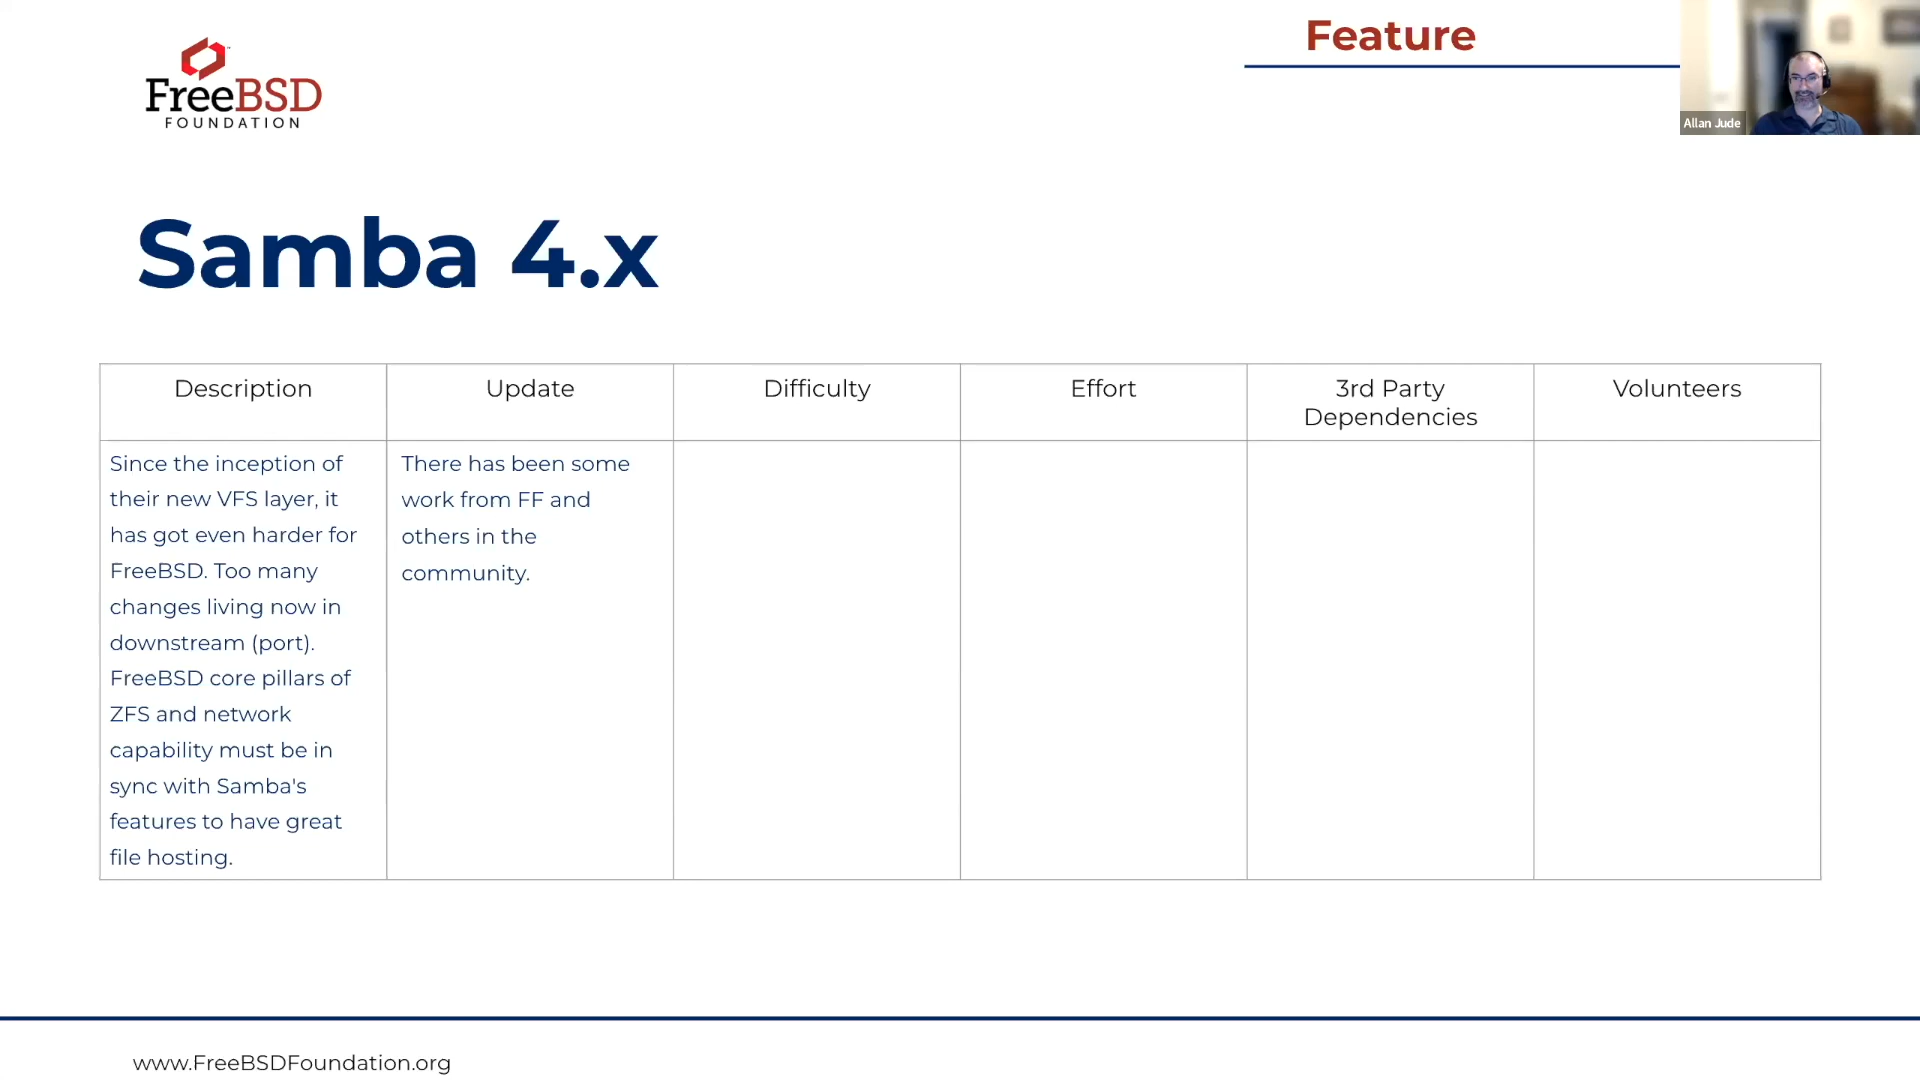 Feature
FreeBSD
FOUNDATION
Allan Jude
Samba 4.x
Description
Update
Difficulty
Effort
3rd Party
Dependencies
Volunteers
Since the inception of
their new VFS layer, it
has got even harder for
FreeBSD. Too many
changes living now in
downstream (port).
FreeBSD core pillars of
ZFS and network
capability must be in
sync with Samba's
features to have great
file hosting.
There has been some
work from FF and
others in the
community.
www.FreeBSDFoundation.org